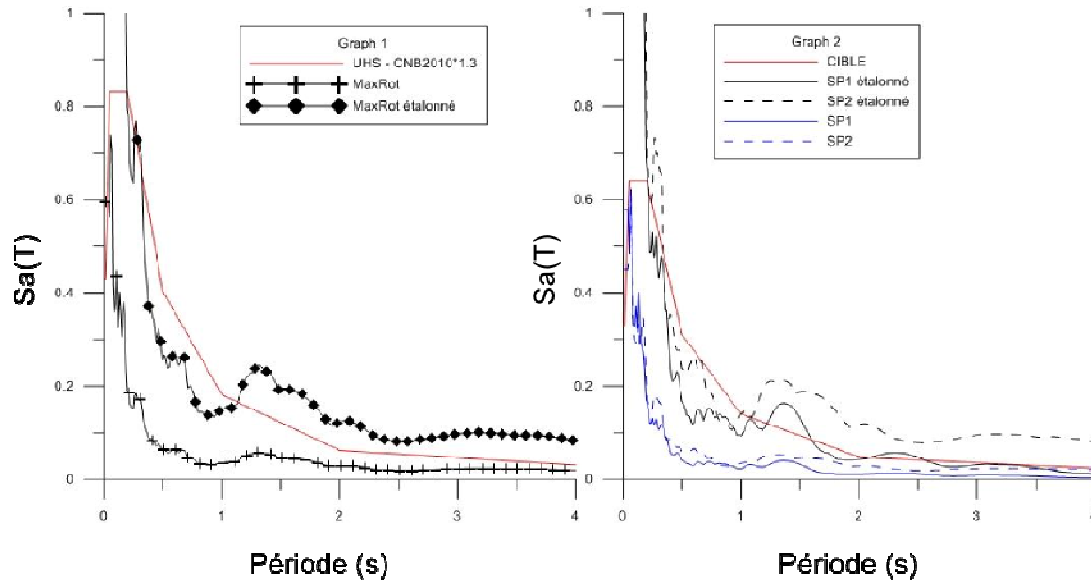 Graph 1
UHS - CNB2010*1.3
MaxRot
MaxRot étalonné
1
0.8
0.6
0.4
0.2
0
Sa(T)
0
1
2
3
4
Période (s)
Graph 2
CIBLE
SP1 étalonné
SP2 étalonné
SP1
SP2
1
0.8
0.6
0.4
0.2
0
Sa(T)
0
1
2
3
4
Période (s)